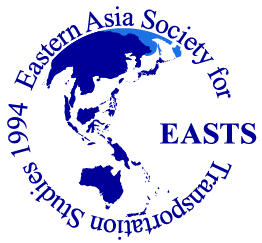 Eastern Asia Society for
Transportation Studies 1994
EASTS